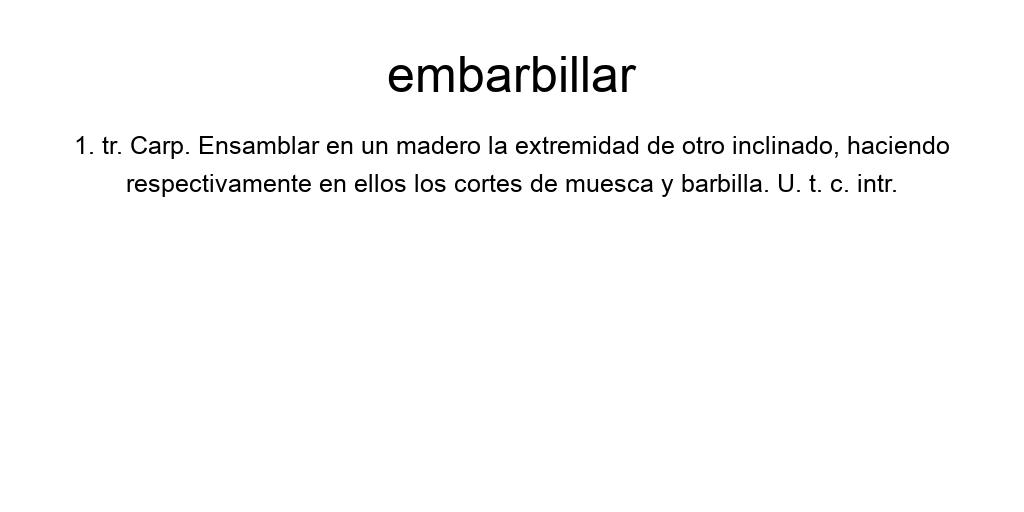 embarbillar
1. tr. Carp. Ensamblar en un madero la extremidad de otro inclinado, haciendo
respectivamente en ellos los cortes de muesca y barbilla. U. t. c. intr.